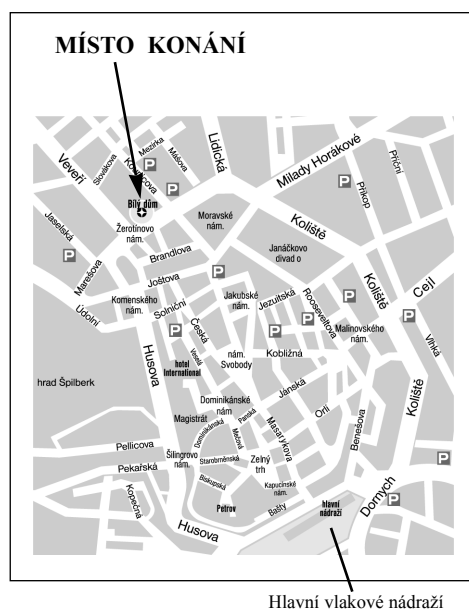 MÍSTO KONÁNÍ
Veveří
Slovákova
Mezírka
Kounicova
Mášova
Lidická
Milady Horákové
Příkop
Příční
P
P
P
Bílý dům
Moravské
nám.
Koliště
Jaselská
Žerotínovo
nám.
Janáčkovo
divad o
P
Marešova
Brandlova
Koliště
Cejl
Joštova
P
Údolní
Komenského
nám.
Solniční
Jakubské
nám.
Jezuitská
Rooseveltova
P
P
P
P
P
Česká
Malinovského
nám.
Vlhká
Husova
Veselá
nám.
Svobody
Kobližná
hotel
International
hrad Špilberk
Jánská
Koliště
Dominikánské
nám
Orlí
Magistrát
Dominikánská
Panská
Masarykova
Benešova
Měnínská
Pellicova
Šilingrovo
nám.
Starobrněnská
Zelný
trh
Pekařská
P
Biskupská
Kapucínské
nám.
Kopečná
Petrov
Bašty
hlavní
nádraží
Dornych
P
Husova
Hlavní vlakové nádraží